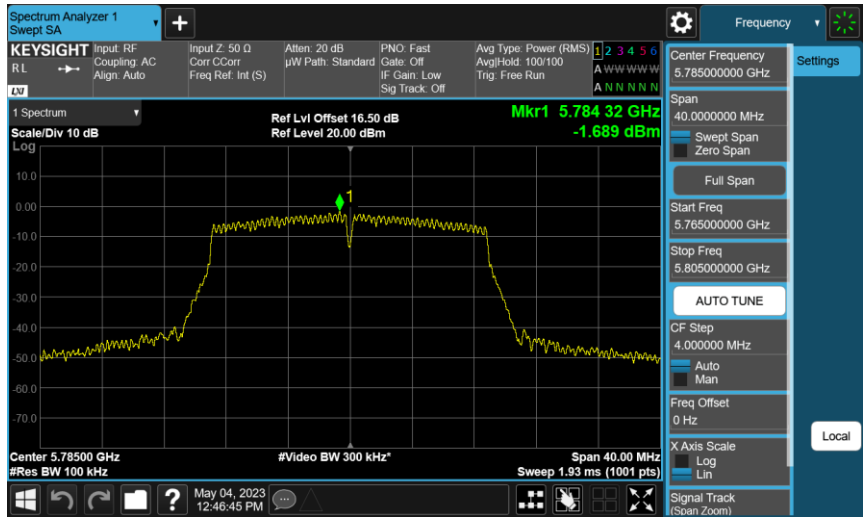 Spectrum Analyzer 1
Swept SA
+
Frequency
KEYSIGHT
RL
LXI
Input: RF
Coupling: AC
Align: Auto
Input Z: 50 Ω
Corr CCorr
Freq Ref: Int (S)
Atten: 20 dB
µW Path: Standard
PNO: Fast
Gate: Off
IF Gain: Low
Sig Track: Off
Avg Type: Power (RMS)
Avg|Hold: 100/100
Trig: Free Run
1 2 3 4 5 6
A W W W W W
A N N N N N
1 Spectrum
Scale/Div 10 dB
Log
Ref Lvl Offset 16.50 dB
Ref Level 20.00 dBm
Mkr1 5.784 32 GHz
-1.689 dBm
10.0
0.00
-10.0
-20.0
-30.0
-40.0
-50.0
-60.0
-70.0
1
Center 5.78500 GHz
#Res BW 100 kHz
#Video BW 300 kHz*
Span 40.00 MHz
Sweep 1.93 ms (1001 pts)
Center Frequency
5.785000000 GHz
Span
40.0000000 MHz
Swept Span
Zero Span
Full Span
Start Freq
5.765000000 GHz
Stop Freq
5.805000000 GHz
AUTO TUNE
CF Step
4.000000 MHz
Auto
Man
Freq Offset
0 Hz
X Axis Scale
Log
Lin
Signal Track
(Span Zoom)
Settings
Local
?
May 04, 2023
12:46:45 PM